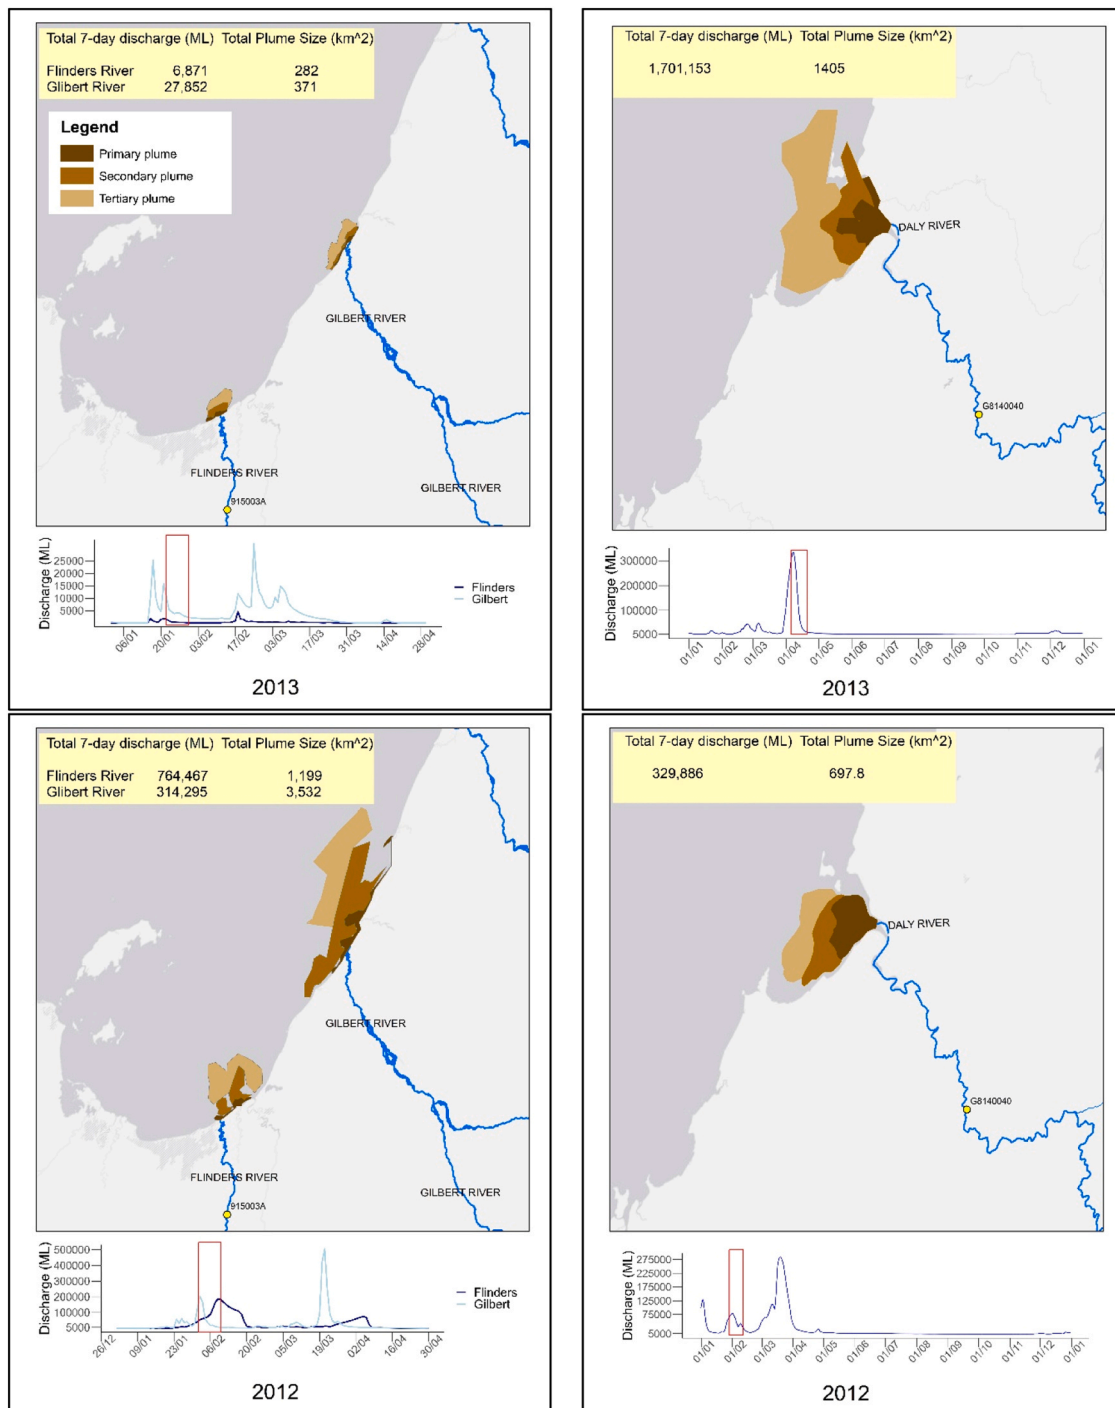 Total 7-day discharge (ML) Total Plume Size (km^2)
Flinders River 6,871 282
Glibert River 27,852 371
Legend
Primary plume
Secondary plume
Tertiary plume
GILBERT RIVER
FLINDERS RIVER
GILBERT RIVER
915003A
Discharge (ML)
25000
20000
15000
10000
5000
Flinders
Gilbert
06/01 20/01 03/02 17/02 03/03 17/03 31/03 14/04 28/04
2013
Total 7-day discharge (ML) Total Plume Size (km^2)
1,701,153 1405
DALY RIVER
G8140040
Discharge (ML)
300000
200000
100000
5000
01/01 01/02 01/03 01/04 01/05 01/06 01/07 01/08 01/09 01/10 01/11 01/12 01/01
2013
Total 7-day discharge (ML) Total Plume Size (km^2)
Flinders River 764,467 1,199
Glibert River 314,295 3,532
GILBERT RIVER
FLINDERS RIVER
GILBERT RIVER
915003A
Discharge (ML)
500000
400000
300000
200000
100000
5000
Flinders
Gilbert
26/12 09/01 23/01 06/02 20/02 05/03 19/03 02/04 16/04 30/04
2012
Total 7-day discharge (ML) Total Plume Size (km^2)
329,886 697.8
DALY RIVER
G8140040
Discharge (ML)
275000
225000
175000
125000
75000
5000
01/01 01/02 01/03 01/04 01/05 01/06 01/07 01/08 01/09 01/10 01/11 01/12 01/01
2012